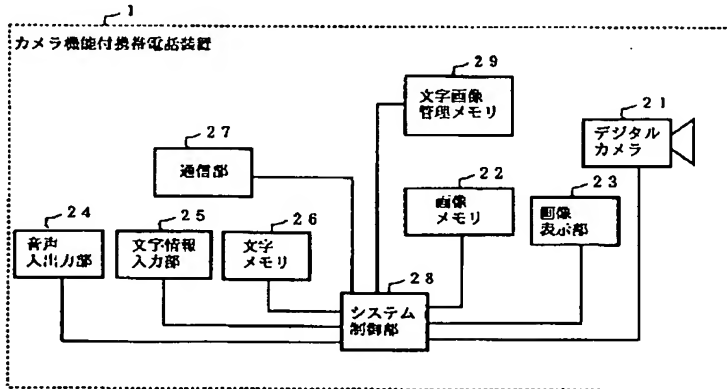 1
カメラ機能付携帯電話装置
29
文字画像
管理メモリ
21
デジタル
カメラ
27
通信部
22
画像
メモリ
23
画像
表示部
24
音声
入出力部
25
文字情報
入力部
26
文字
メモリ
28
システム
制御部